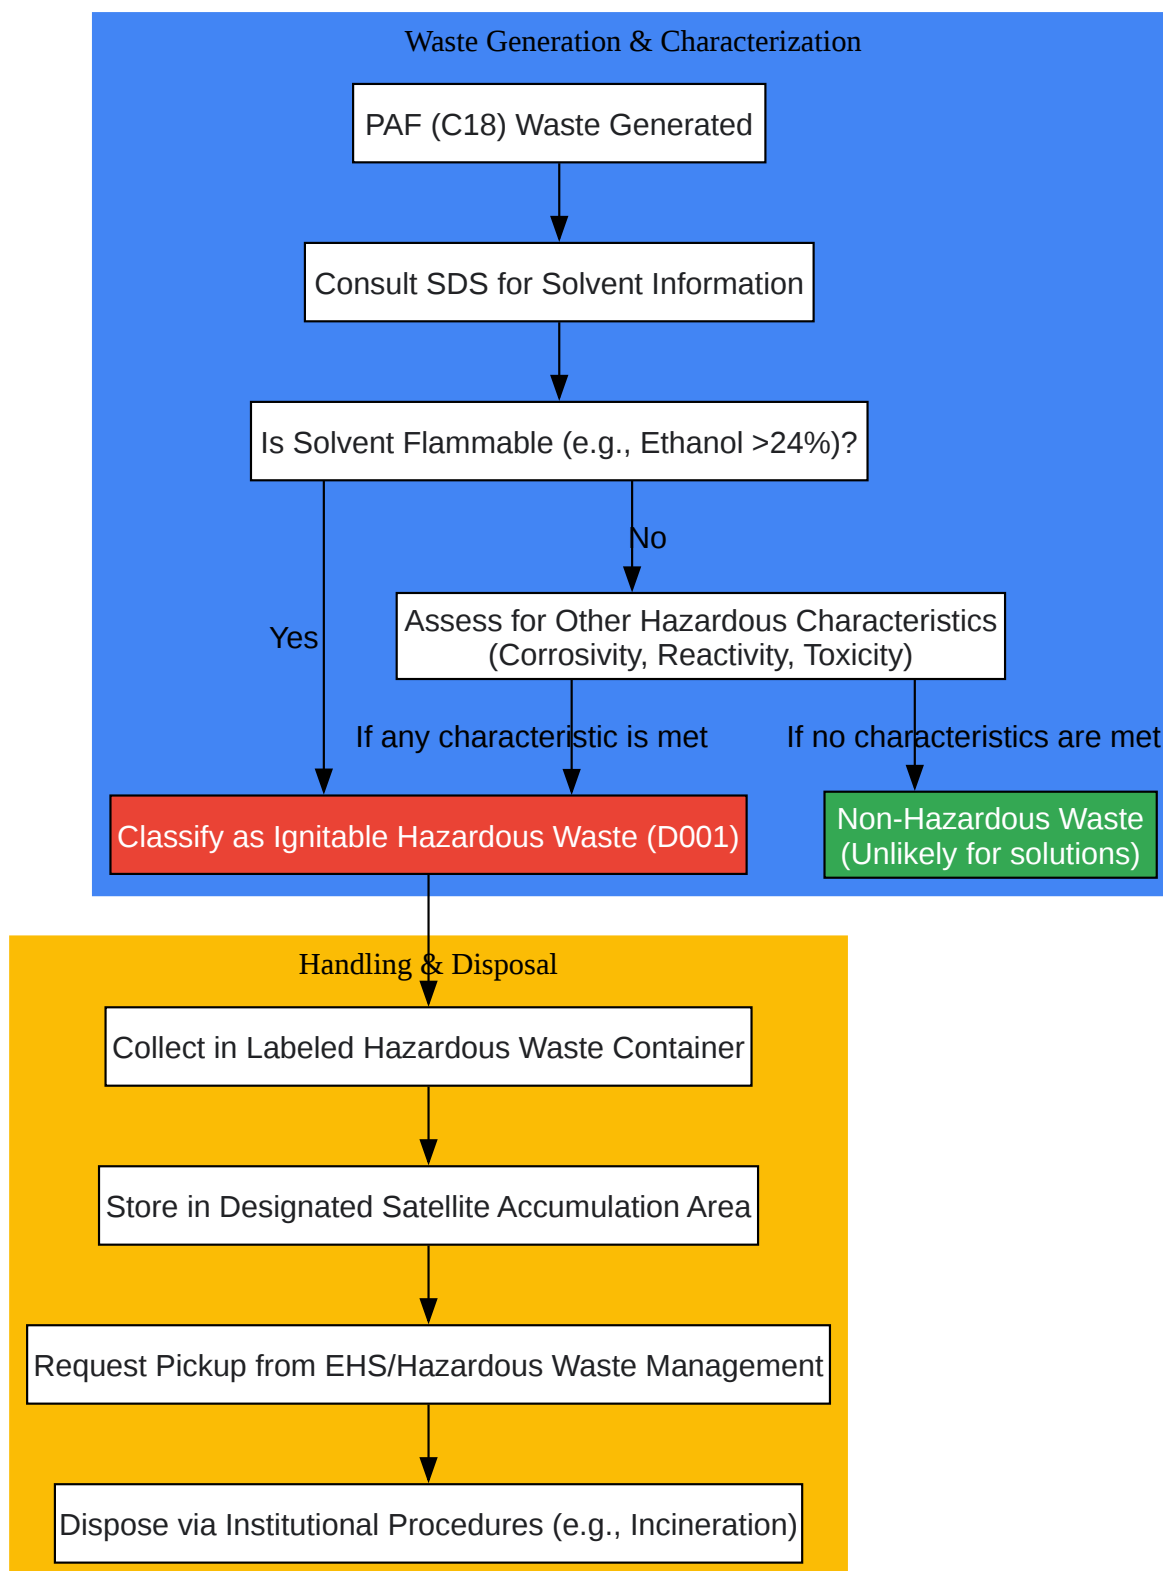 Waste Generation & Characterization
PAF (C18) Waste Generated
Consult SDS for Solvent Information
Is Solvent Flammable (e.g., Ethanol >24%)?
No
Yes
Assess for Other Hazardous Characteristics
(Corrosivity, Reactivity, Toxicity)
If any characteristic is met
If no characteristics are met
Classify as Ignitable Hazardous Waste (D001)
Non-Hazardous Waste
(Unlikely for solutions)
Handling & Disposal
Collect in Labeled Hazardous Waste Container
Store in Designated Satellite Accumulation Area
Request Pickup from EHS/Hazardous Waste Management
Dispose via Institutional Procedures (e.g., Incineration)